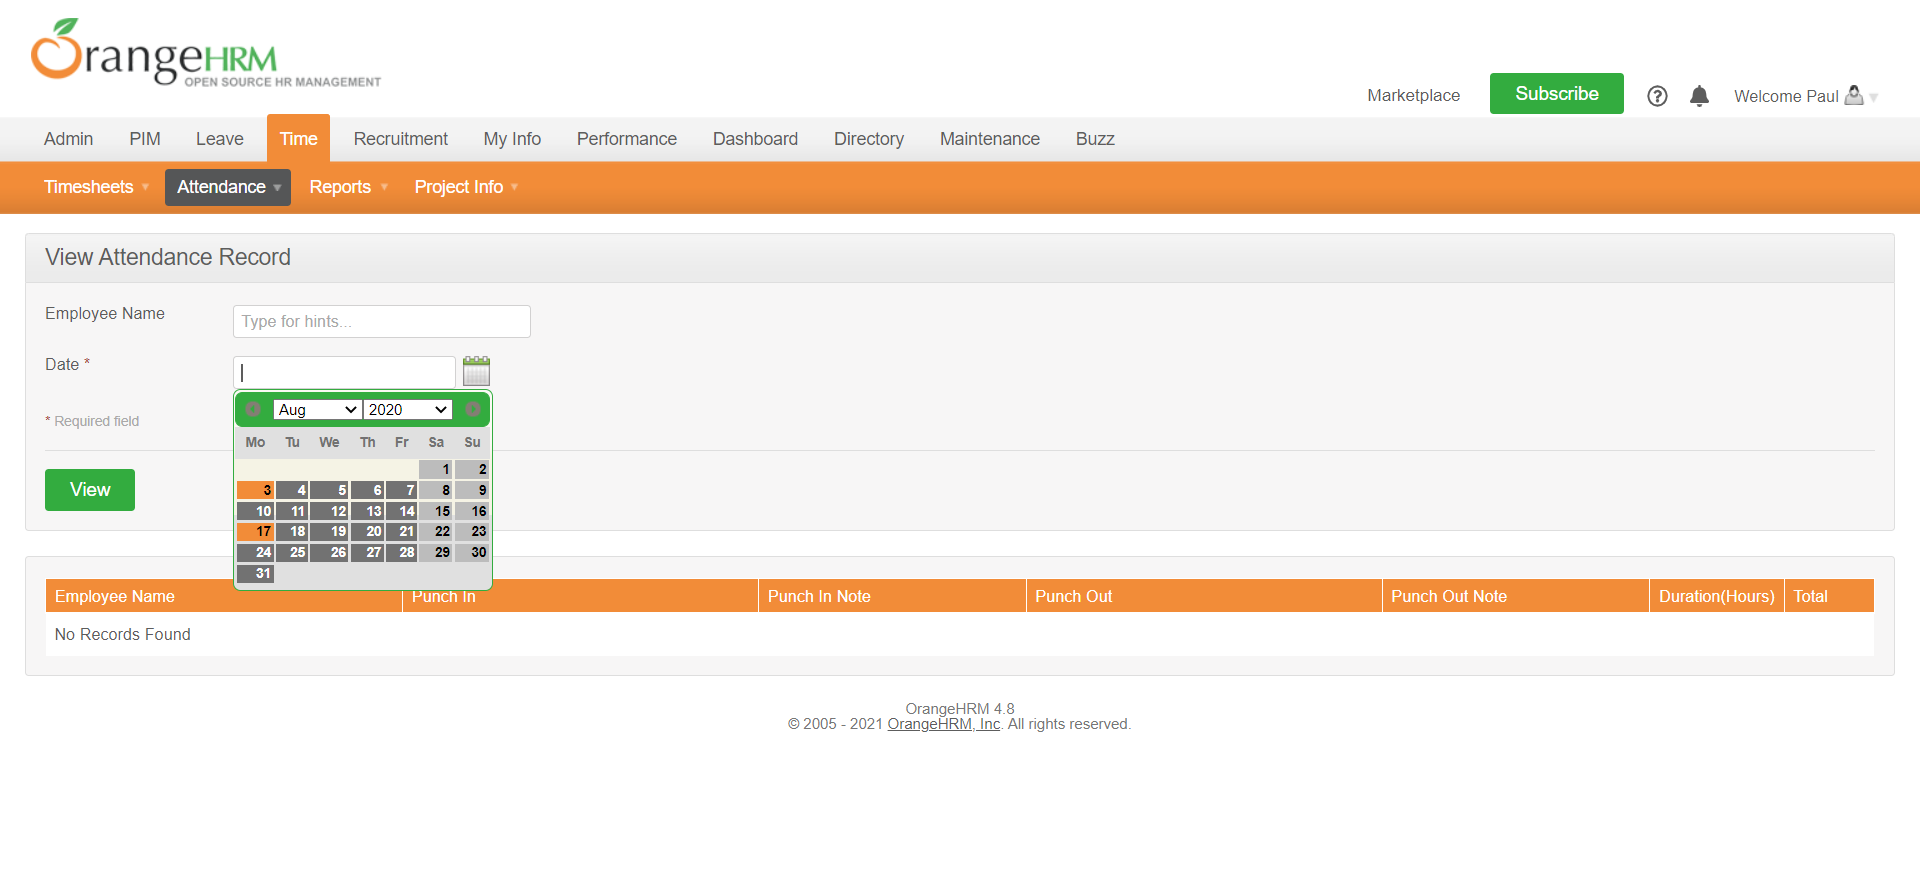 OrangeHRM
OPEN SOURCE HR MANAGEMENT
Marketplace
Subscribe
Welcome Paul
Admin PIM Leave Time Recruitment My Info Performance Dashboard Directory Maintenance Buzz
Timesheets Attendance Reports Project Info
View Attendance Record
Employee Name
Type for hints...
Date *
Aug 2020
Mo Tu We Th Fr Sa Su
1 2
3 4 5 6 7 8 9
10 11 12 13 14 15 16
17 18 19 20 21 22 23
24 25 26 27 28 29 30
31
* Required field
View
Employee Name Punch In Punch In Note Punch Out Punch Out Note Duration(Hours) Total
No Records Found
OrangeHRM 4.8
© 2005 - 2021 OrangeHRM, Inc. All rights reserved.